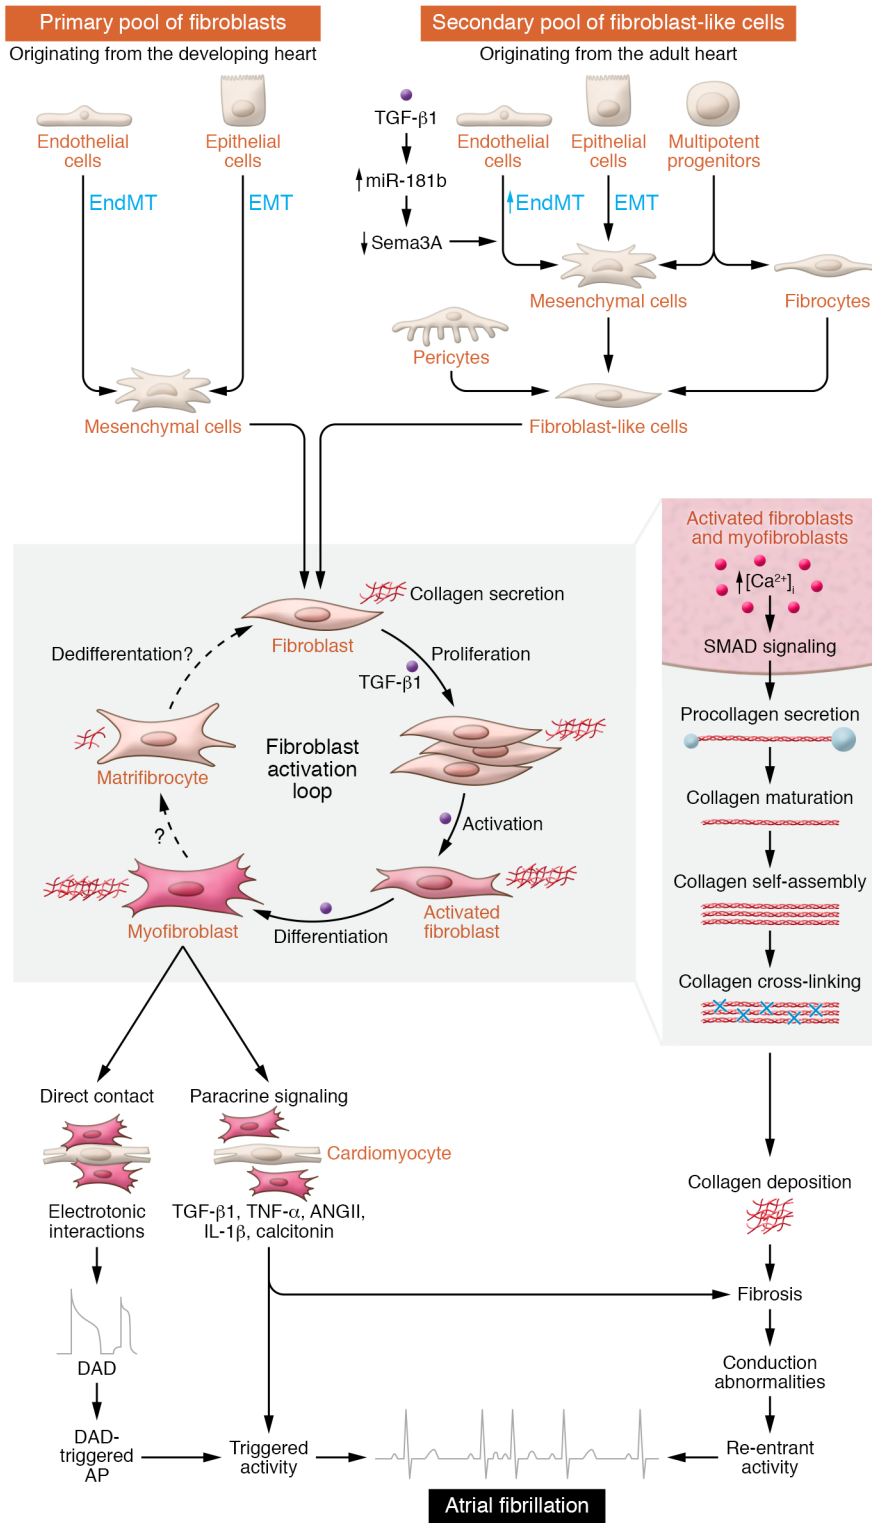 Primary pool of fibroblasts
Originating from the developing heart
Endothelial
cells
Epithelial
cells
EndMT
EMT
Mesenchymal cells
Secondary pool of fibroblast-like cells
Originating from the adult heart
TGF-β1
miR-181b
Sema3A
Endothelial
cells
Epithelial
cells
Multipotent
progenitors
EndMT
EMT
Mesenchymal cells
Fibrocytes
Pericytes
Fibroblast-like cells
Collagen secretion
Fibroblast
Dedifferentation?
Proliferation
TGF-β1
Matrifibrocyte
Fibroblast
activation
loop
Activation
?
Myofibroblast
Differentiation
Activated
fibroblast
Activated fibroblasts
and myofibroblasts
[Ca²⁺]ᵢ
SMAD signaling
Procollagen secretion
Collagen maturation
Collagen self-assembly
Collagen cross-linking
Direct contact
Paracrine signaling
Cardiomyocyte
Electrotonic
interactions
TGF-β1, TNF-α, ANGII,
IL-1β, calcitonin
DAD
DAD-
triggered
AP
Triggered
activity
Collagen deposition
Fibrosis
Conduction
abnormalities
Re-entrant
activity
Atrial fibrillation